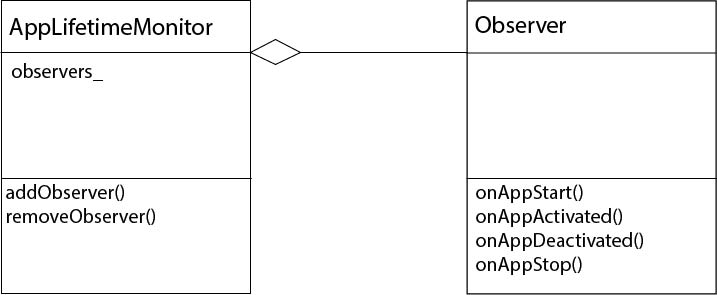 AppLifetimeMonitor
observers_
addObserver()
removeObserver()
Observer
onAppStart()
onAppActivated()
onAppDeactivated()
onAppStop()